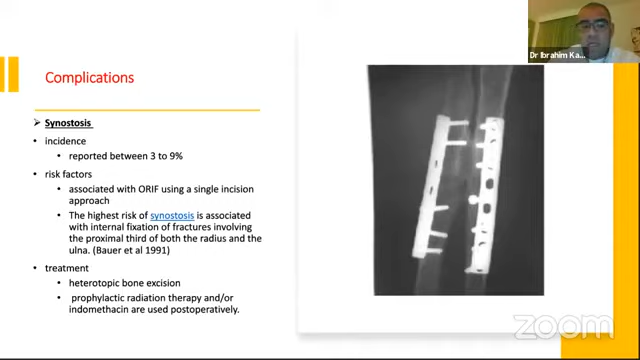 Dr Ibrahim Ka...
Complications
➢ Synostosis
• incidence
• reported between 3 to 9%
• risk factors
• associated with ORIF using a single incision
approach
• The highest risk of synostosis is associated
with internal fixation of fractures involving
the proximal third of both the radius and the
ulna. (Bauer et al 1991)
• treatment
• heterotopic bone excision
• prophylactic radiation therapy and/or
indomethacin are used postoperatively.
zoom